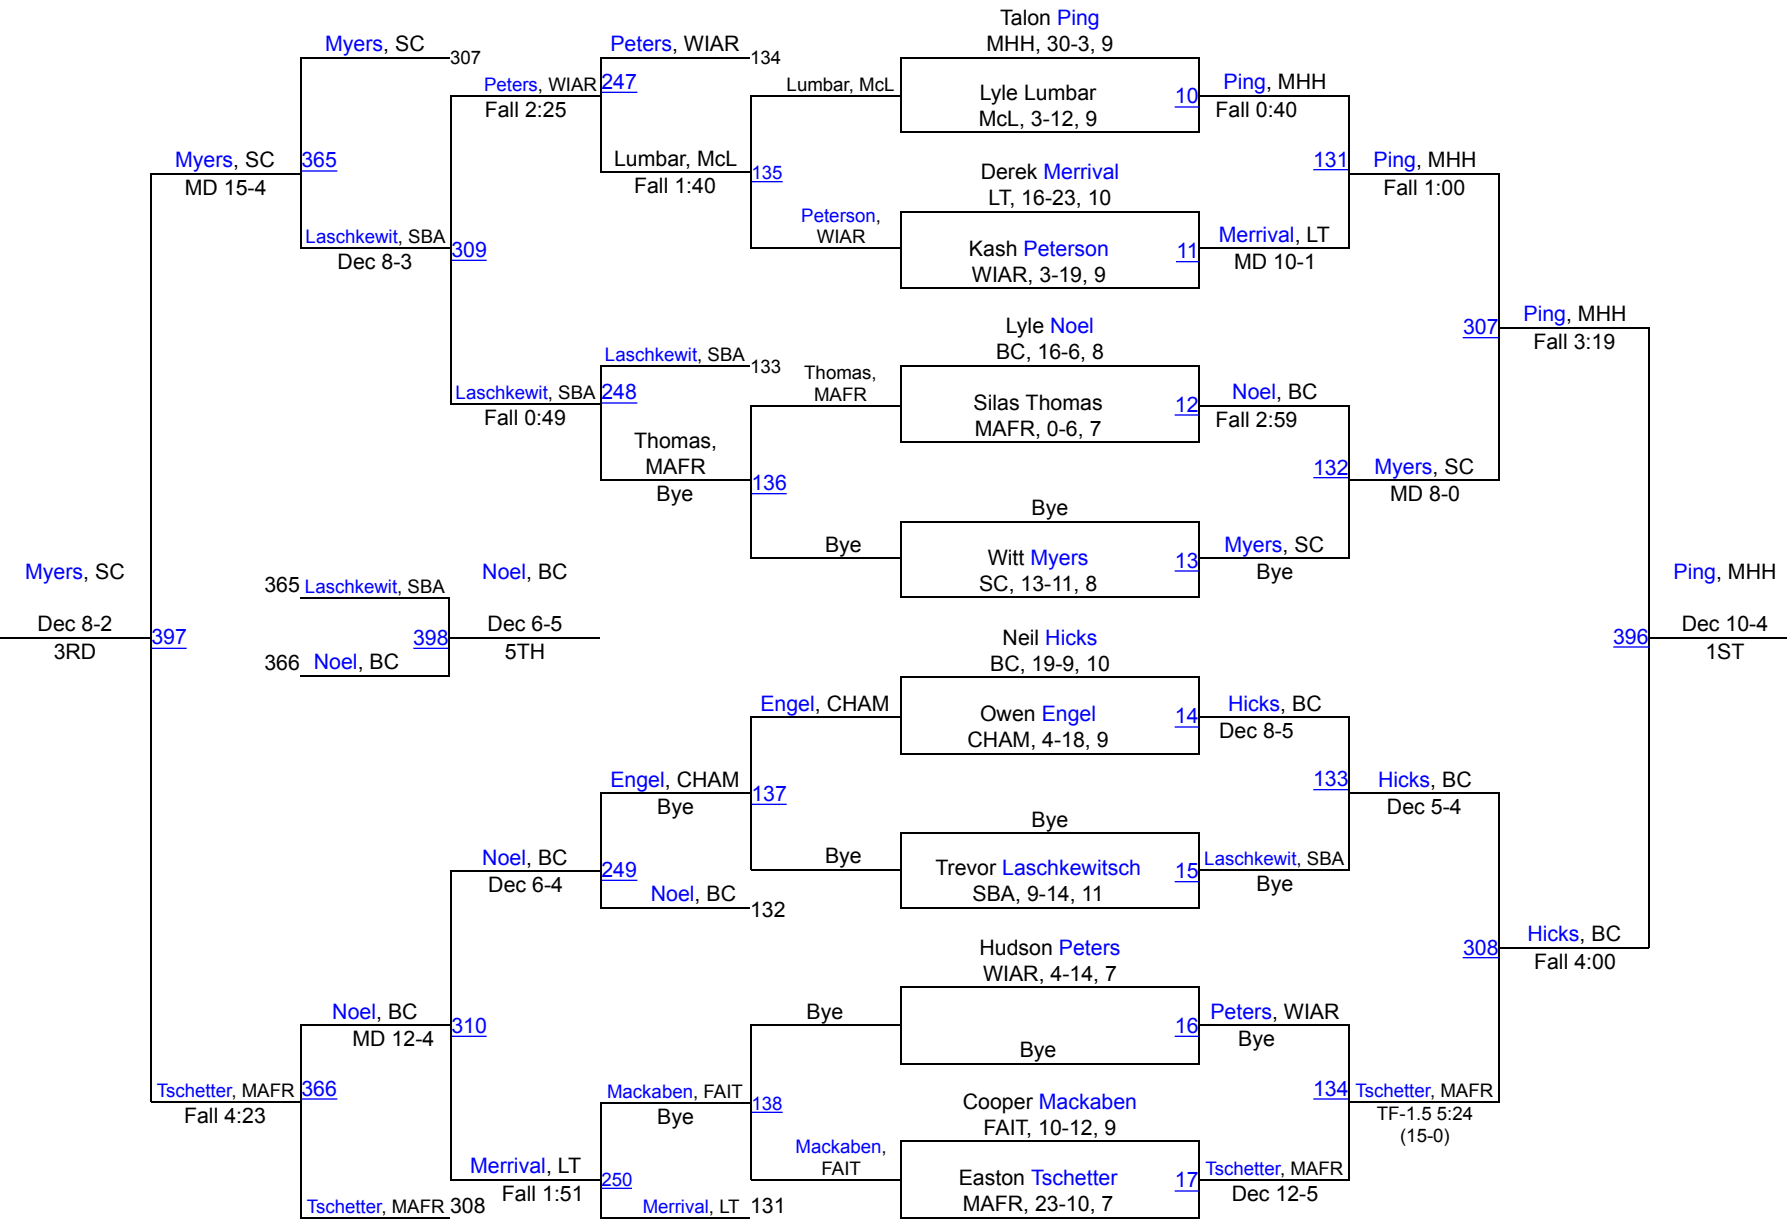 Talon Ping
MHH, 30-3, 9
Lyle Lumbar
McL, 3-12, 9
10
Ping, MHH
Fall 0:40
Derek Merrival
LT, 16-23, 10
Kash Peterson
WIAR, 3-19, 9
11
Merrival, LT
MD 10-1
131
Ping, MHH
Fall 1:00
Lyle Noel
BC, 16-6, 8
Silas Thomas
MAFR, 0-6, 7
12
Noel, BC
Fall 2:59
Bye
Witt Myers
SC, 13-11, 8
13
Myers, SC
Bye
132
Myers, SC
MD 8-0
307
Ping, MHH
Fall 3:19
Neil Hicks
BC, 19-9, 10
Owen Engel
CHAM, 4-18, 9
14
Hicks, BC
Dec 8-5
Bye
Trevor Laschkewitsch
SBA, 9-14, 11
15
Laschkewit, SBA
Bye
133
Hicks, BC
Dec 5-4
Hudson Peters
WIAR, 4-14, 7
Bye
16
Peters, WIAR
Bye
Cooper Mackaben
FAIT, 10-12, 9
Easton Tschetter
MAFR, 23-10, 7
17
Tschetter, MAFR
Dec 12-5
134
Tschetter, MAFR
TF-1.5 5:24
(15-0)
308
Hicks, BC
Fall 4:00
396
Ping, MHH
Dec 10-4
1ST
Lumbar, McL
Peterson,
WIAR
135
Lumbar, McL
Fall 1:40
Peters, WIAR
134
247
Peters, WIAR
Fall 2:25
Thomas,
MAFR
Bye
136
Thomas,
MAFR
Bye
Laschkewit, SBA
133
248
Laschkewit, SBA
Fall 0:49
309
Laschkewit, SBA
Dec 8-3
Myers, SC
307
365
Myers, SC
MD 15-4
Engel, CHAM
Bye
137
Engel, CHAM
Bye
Noel, BC
132
249
Noel, BC
Dec 6-4
Bye
Mackaben,
FAIT
138
Mackaben, FAIT
Bye
Merrival, LT
131
250
Merrival, LT
Fall 1:51
310
Noel, BC
MD 12-4
Tschetter, MAFR
308
366
Tschetter, MAFR
Fall 4:23
397
Myers, SC
Dec 8-2
3RD
365
Laschkewit, SBA
366
Noel, BC
398
Noel, BC
Dec 6-5
5TH